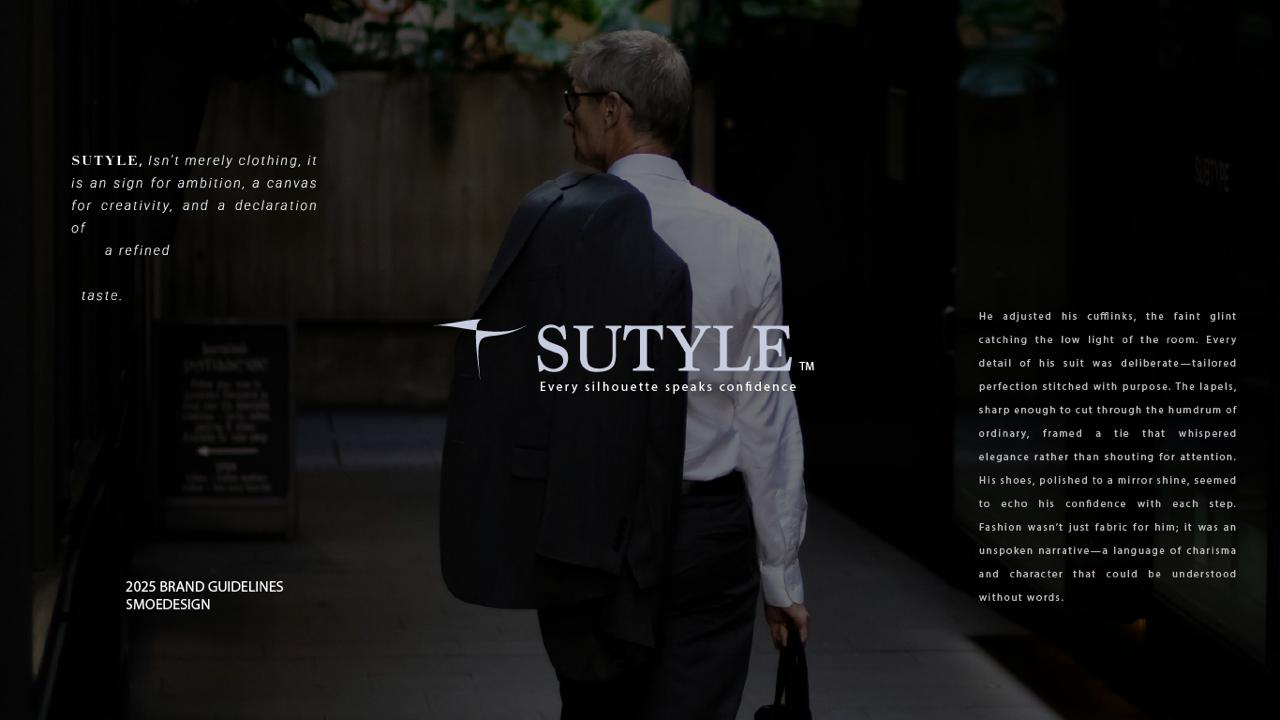 SUTYLE, Isn't merely clothing, it
is an sign for ambition, a canvas
for creativity, and a declaration
of
a refined
taste.
SUTYLE TM
Every silhouette speaks confidence
He adjusted his cufflinks, the faint glint
catching the low light of the room. Every
detail of his suit was deliberate—tailored
perfection stitched with purpose. The lapels,
sharp enough to cut through the humdrum of
ordinary, framed a tie that whispered
elegance rather than shouting for attention.
His shoes, polished to a mirror shine, seemed
to echo his confidence with each step.
Fashion wasn't just fabric for him; it was an
unspoken narrative—a language of charisma
and character that could be understood
without words.
2025 BRAND GUIDELINES
SMOEDESIGN
SUBTYPE